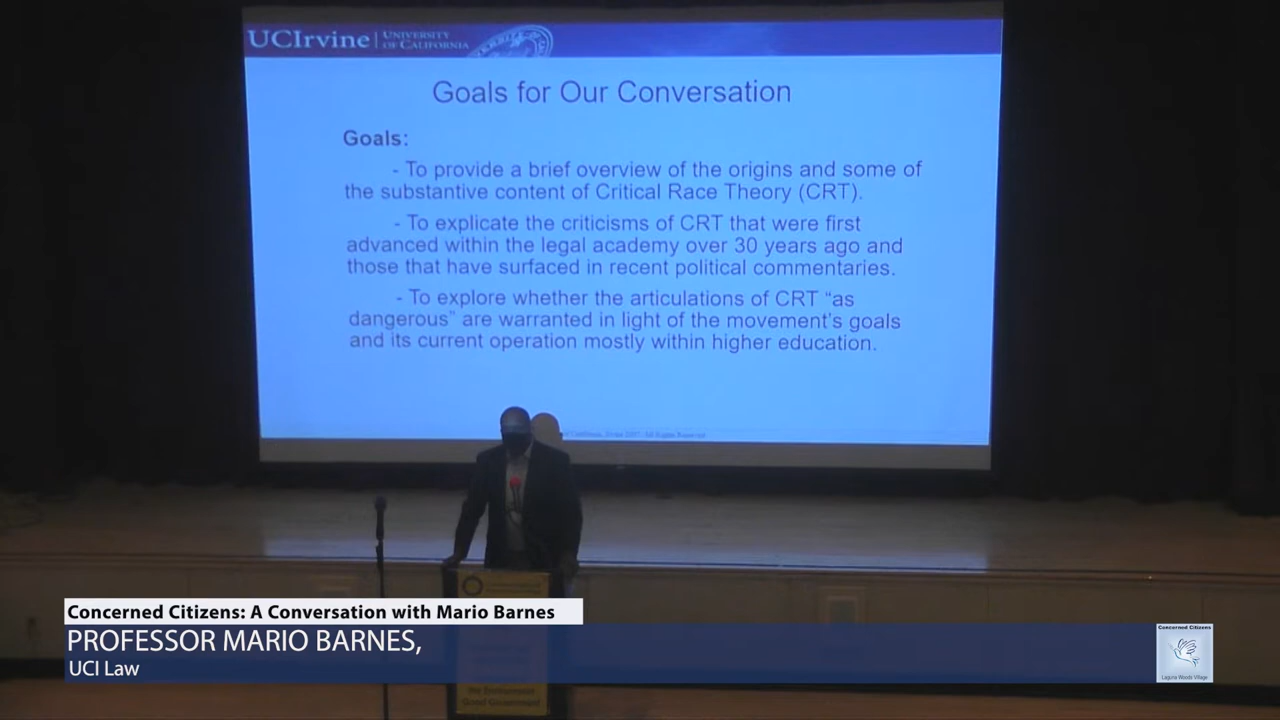 UCIrvine | UNIVERSITY
OF CALIFORNIA
Goals for Our Conversation
Goals:
- To provide a brief overview of the origins and some of
the substantive content of Critical Race Theory (CRT).
- To explicate the criticisms of CRT that were first
advanced within the legal academy over 30 years ago and
those that have surfaced in recent political commentaries.
- To explore whether the articulations of CRT “as
dangerous” are warranted in light of the movement’s goals
and its current operation mostly within higher education.
Concerned Citizens: A Conversation with Mario Barnes
PROFESSOR MARIO BARNES,
UCI Law
Concerned Citizens
Laguna Woods Village
the Environment
Good Government